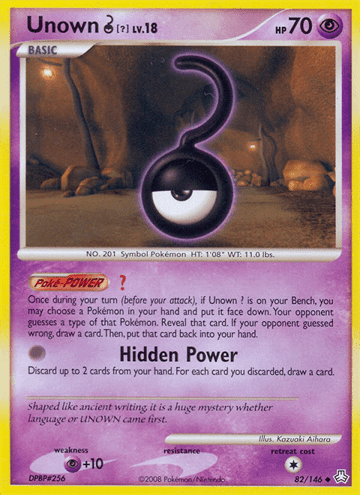 Unown ? [?] LV.18 HP 70
BASIC
NO. 201 Symbol Pokémon HT: 1'08" WT: 11.0 lbs.
Poké-POWER ?
Once during your turn (before your attack), if Unown ? is on your Bench, you
may choose a Pokémon in your hand and put it face down. Your opponent
guesses a type of that Pokémon. Reveal that card. If your opponent guessed
wrong, draw a card. Then, put that card back into your hand.
Hidden Power
Discard up to 2 cards from your hand. For each card you discarded, draw a card.
Shaped like ancient writing, it is a huge mystery whether
language or UNOWN came first.
Illus. Kazuaki Aihara
weakness resistance retreat cost
+10
DPBP#256 ©2008 Pokémon/Nintendo. 82/146